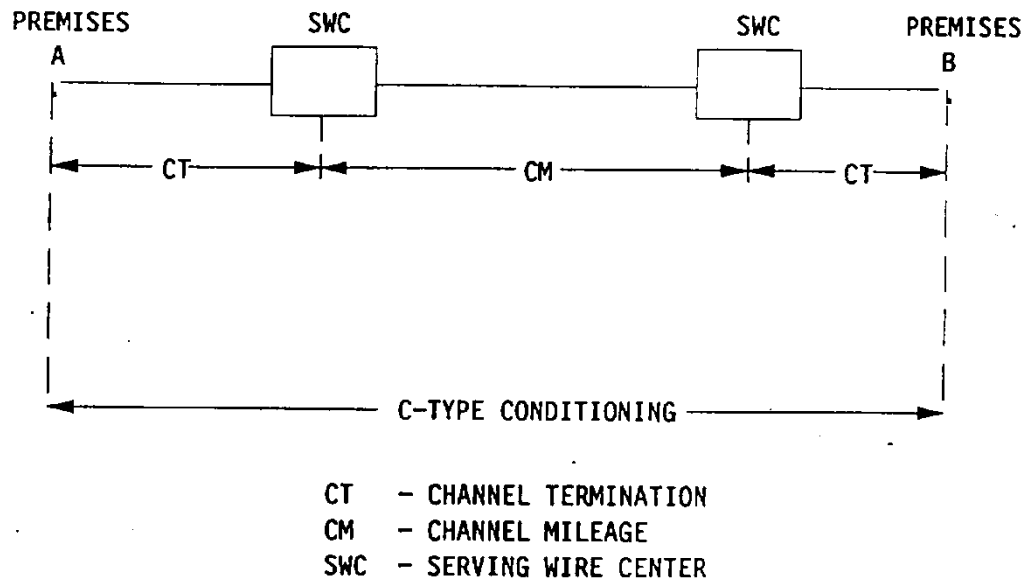 PREMISES SWC SWC PREMISES
A B
CT CM CT
C-TYPE CONDITIONING
CT - CHANNEL TERMINATION
CM - CHANNEL MILEAGE
SWC - SERVING WIRE CENTER